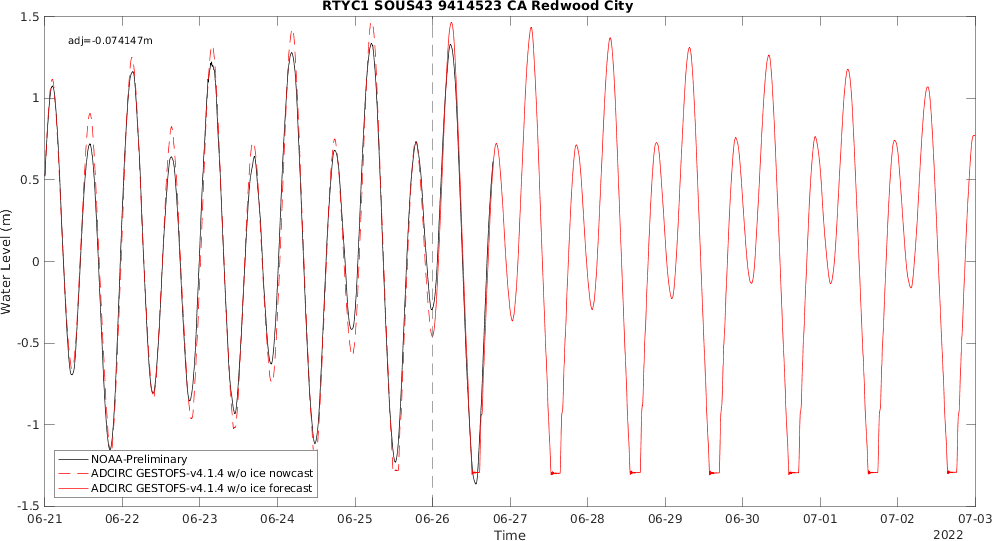 RTYC1 SOUS43 9414523 CA Redwood City
adj=-0.074147m
1.5
1
0.5
0
-0.5
-1
-1.5
Water Level (m)
NOAA-Preliminary
ADCIRC GESTOFS-v4.1.4 w/o ice nowcast
ADCIRC GESTOFS-v4.1.4 w/o ice forecast
06-21 06-22 06-23 06-24 06-25 06-26 06-27 06-28 06-29 06-30 07-01 07-02 07-03
Time
2022